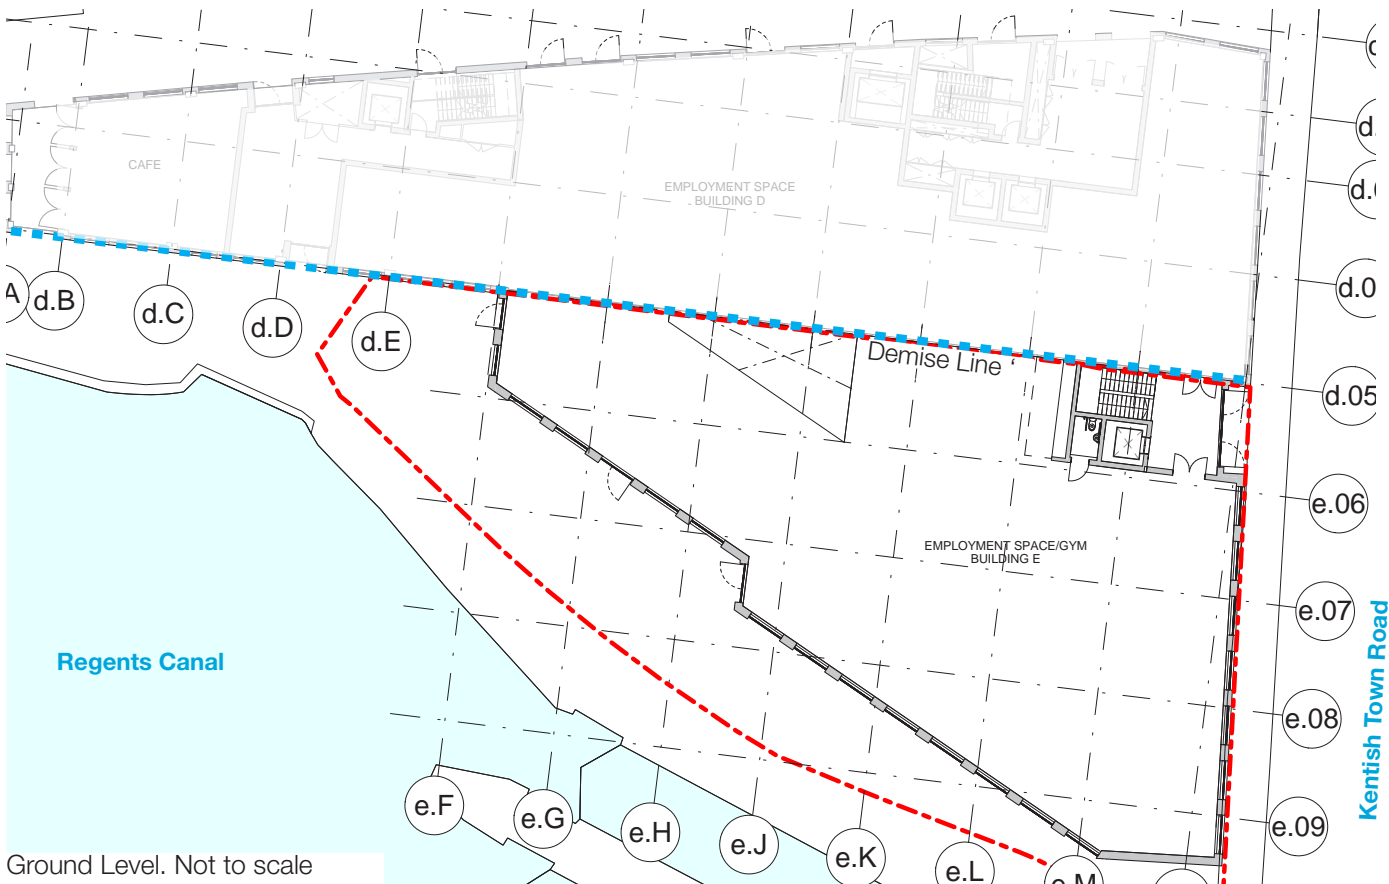 CAFE
EMPLOYMENT SPACE
BUILDING D
d.
d.
A
d.B
d.C
d.D
d.E
d.0
Demise Line
d.05
e.06
EMPLOYMENT SPACE/GYM
BUILDING E
e.07
Regents Canal
Kentish Town Road
e.08
e.F
e.G
e.H
e.J
e.K
e.L
e.M
e.09
Ground Level. Not to scale